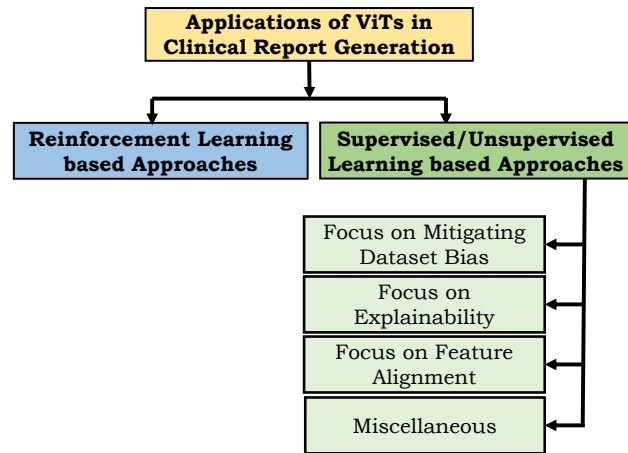 Applications of ViTs in
Clinical Report Generation
Reinforcement Learning
based Approaches
Supervised/Unsupervised
Learning based Approaches
Focus on Mitigating
Dataset Bias
Focus on
Explainability
Focus on Feature
Alignment
Miscellaneous